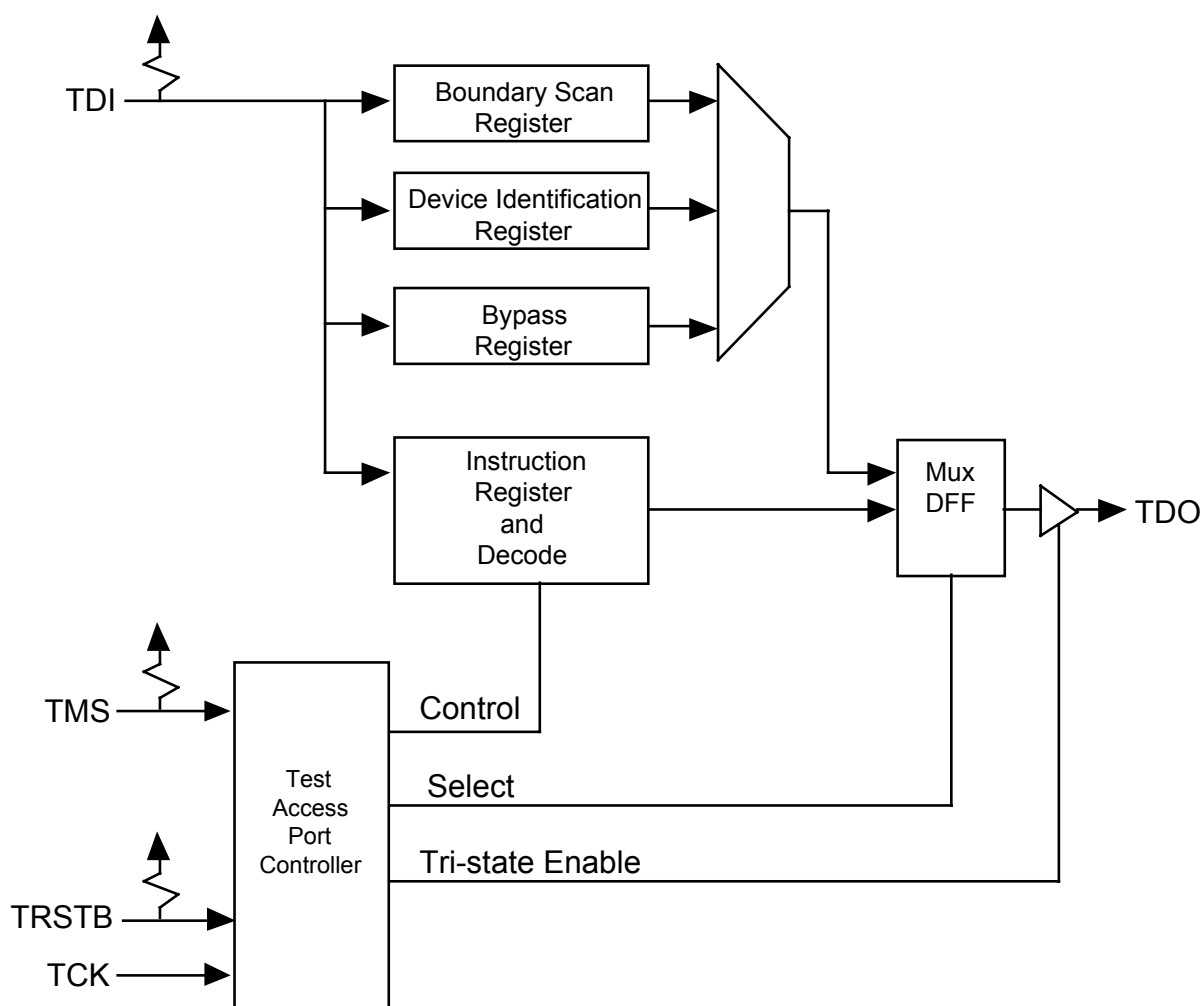 TDI
Boundary Scan
Register
Device Identification
Register
Bypass
Register
Instruction
Register
and
Decode
Mux
DFF
TDO
TMS
Control
Test
Access
Port
Controller
Select
Tri-state Enable
TRSTB
TCK